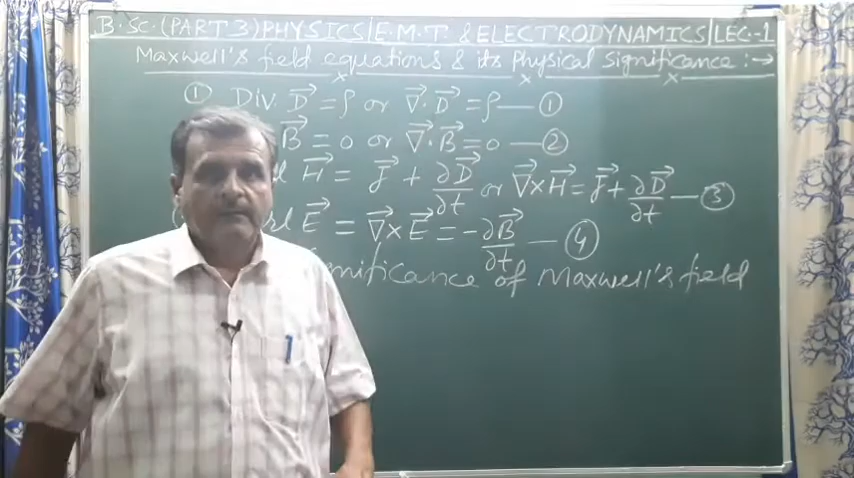 B.SC.(PART 3)PHYSICS|E.M.T. & ELECTRODYNAMICS|LEC-1
Maxwell's field equations & its Physical significance :→
① Div. D⃗ = ρ or ∇⃗·D⃗ = ρ — ①
B⃗ = 0 or ∇⃗·B⃗ = 0 — ②
H⃗ = J⃗ + ∂D⃗/∂t or ∇⃗×H⃗ = J⃗ + ∂D⃗/∂t — ③
E⃗ = ∇⃗×E⃗ = -∂B⃗/∂t — ④
of Maxwell's field